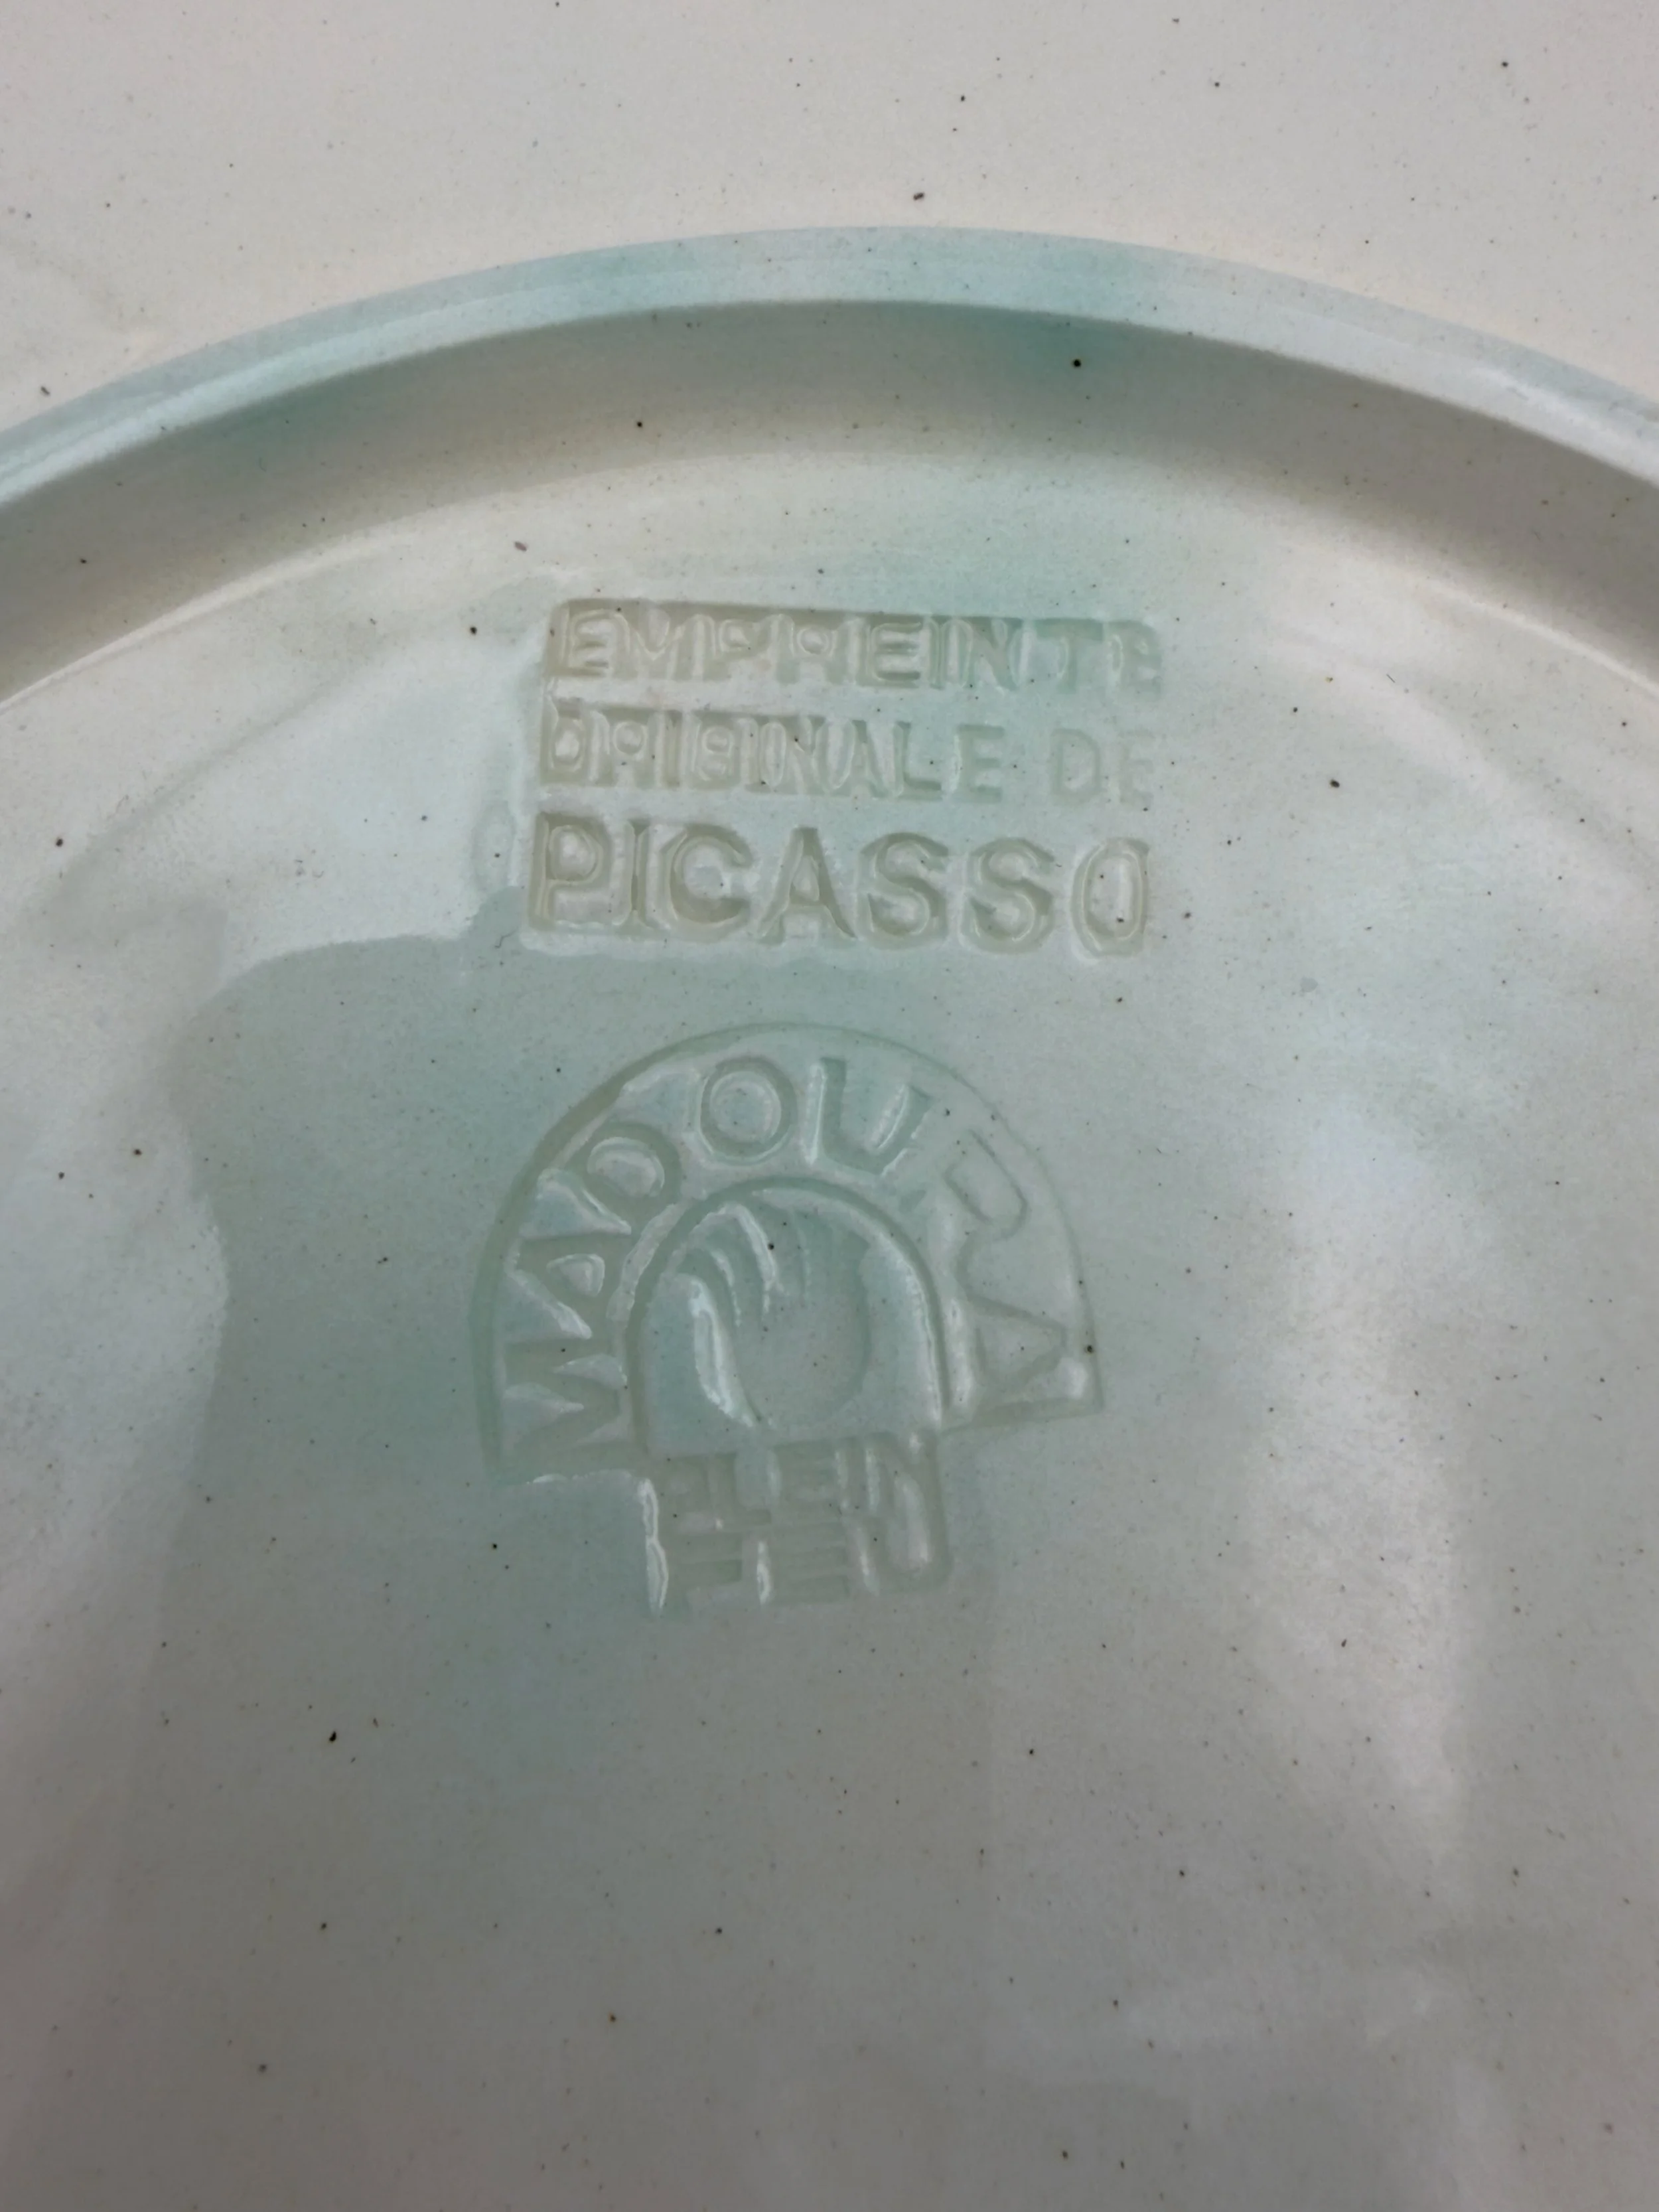 EMPREINTE
ORIGINALE DE
PICASSO
MADOURA
PLEIN
FEU